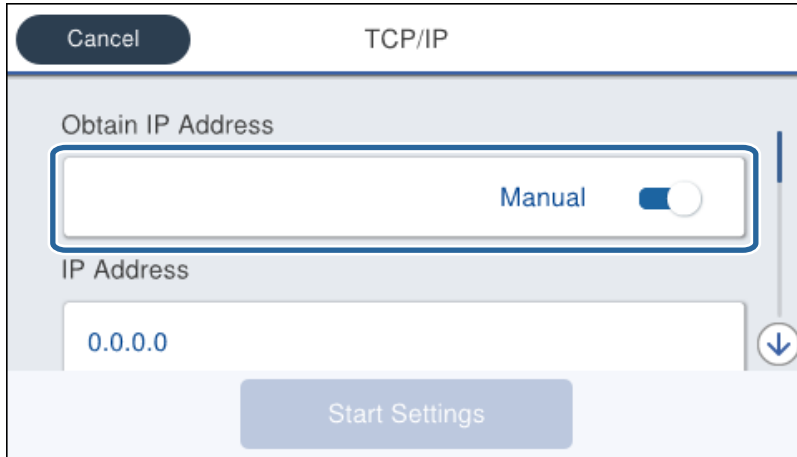 Cancel
TCP/IP
Obtain IP Address
Manual
IP Address
0.0.0.0
Start Settings